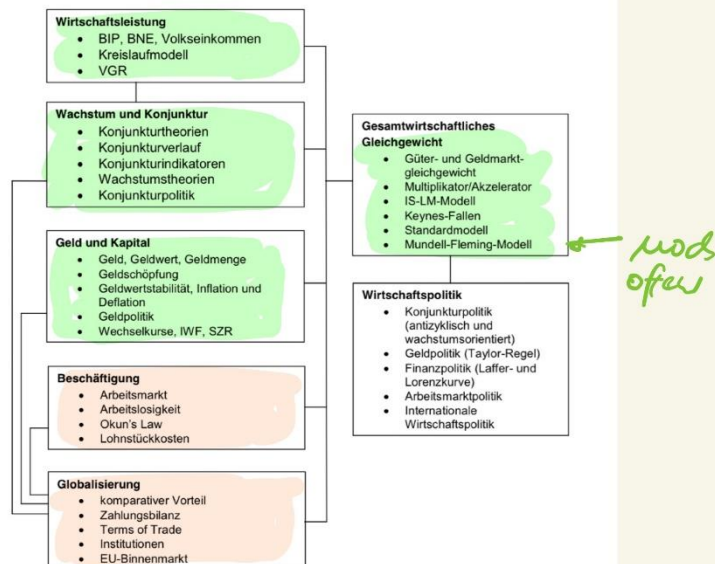 Wirtschaftsleistung
• BIP, BNE, Volkseinkommen
• Kreislaufmodell
• VGR
Wachstum und Konjunktur
• Konjunkturtheorien
• Konjunkturverlauf
• Konjunkturindikatoren
• Wachstumstheorien
• Konjunkturpolitik
Geld und Kapital
• Geld, Geldwert, Geldmenge
• Geldschöpfung
• Geldwertstabilität, Inflation und
Deflation
• Geldpolitik
• Wechselkurse, IWF, SZR
Beschäftigung
• Arbeitsmarkt
• Arbeitslosigkeit
• Okun's Law
• Lohnstückkosten
Globalisierung
• komparativer Vorteil
• Zahlungsbilanz
• Terms of Trade
• Institutionen
• EU-Binnenmarkt
Gesamtwirtschaftliches
Gleichgewicht
• Güter- und Geldmarkt-
gleichgewicht
• Multiplikator/Akzelerator
• IS-LM-Modell
• Keynes-Fallen
• Standardmodell
• Mundell-Fleming-Modell
Wirtschaftspolitik
• Konjunkturpolitik
(antizyklisch und
wachstumsorientiert)
• Geldpolitik (Taylor-Regel)
• Finanzpolitik (Laffer- und
Lorenzkurve)
• Arbeitsmarktpolitik
• Internationale
Wirtschaftspolitik
offen